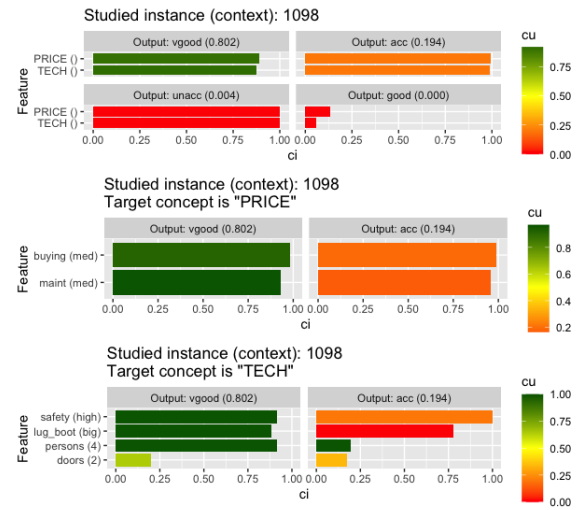 Studied instance (context): 1098
Output: vgood (0.802)
Output: acc (0.194)
PRICE ()
TECH ()
Output: unacc (0.004)
Output: good (0.000)
PRICE ()
TECH ()
0.00 0.25 0.50 0.75 1.00
0.00 0.25 0.50 0.75 1.00
ci
Feature
cu
0.75
0.50
0.25
0.00
Studied instance (context): 1098
Target concept is "PRICE"
Output: vgood (0.802)
Output: acc (0.194)
buying (med)
maint (med)
0.00 0.25 0.50 0.75 1.00
0.00 0.25 0.50 0.75 1.00
ci
Feature
cu
0.8
0.6
0.4
0.2
Studied instance (context): 1098
Target concept is "TECH"
Output: vgood (0.802)
Output: acc (0.194)
safety (high)
lug_boot (big)
persons (4)
doors (2)
0.00 0.25 0.50 0.75 1.00
0.00 0.25 0.50 0.75 1.00
ci
Feature
cu
1.00
0.75
0.50
0.25
0.00